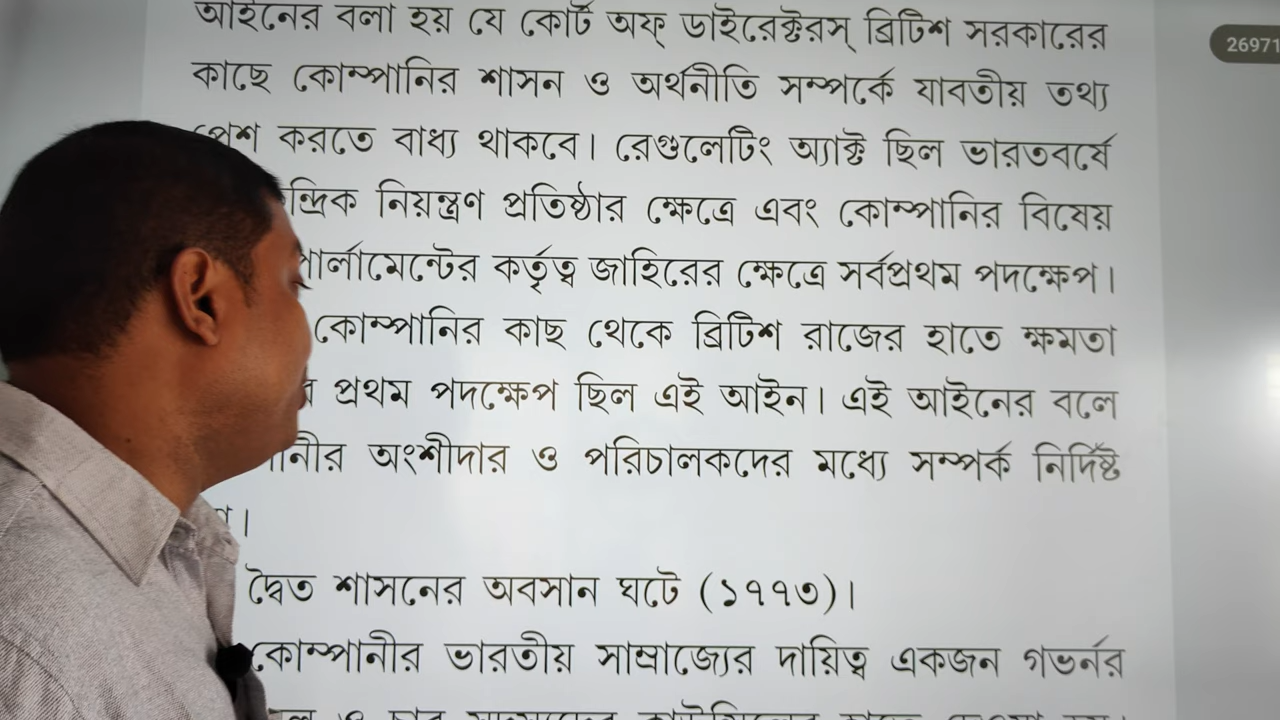 আইনের বলা হয় যে কোর্ট অফ্ ডাইরেক্টরস্ ব্রিটিশ সরকারের
26971
কাছে কোম্পানির শাসন ও অর্থনীতি সম্পর্কে যাবতীয় তথ্য
পেশ করতে বাধ্য থাকবে। রেগুলেটিং অ্যাক্ট ছিল ভারতবর্ষে
নিয়ন্ত্রণ প্রতিষ্ঠার ক্ষেত্রে এবং কোম্পানির বিষেয়
কর্তৃত্ব জাহিরের ক্ষেত্রে সর্বপ্রথম পদক্ষেপ।
কোম্পানির কাছ থেকে ব্রিটিশ রাজের হাতে ক্ষমতা
প্রথম পদক্ষেপ ছিল এই আইন। এই আইনের বলে
অংশীদার ও পরিচালকদের মধ্যে সম্পর্ক নির্দিষ্ট
দ্বৈত শাসনের অবসান ঘটে (১৭৭৩)।
কোম্পানীর ভারতীয় সাম্রাজ্যের দায়িত্ব একজন গভর্নর